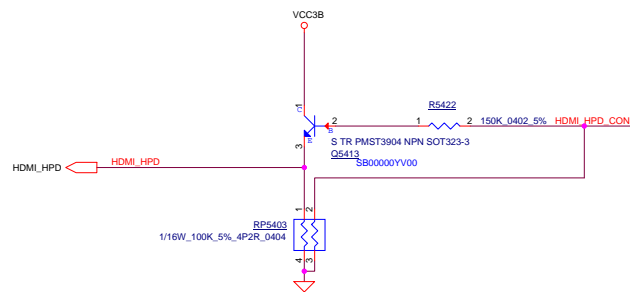 VCC3B
1
C
R5422
2
B
1
2
150K_0402_5%
HDMI_HPD_CON
E
3
S TR PMST3904 NPN SOT323-3
Q5413
SB00000YV00
HDMI_HPD
HDMI_HPD
1
2
RP5403
1/16W_100K_5%_4P2R_0404
4
3